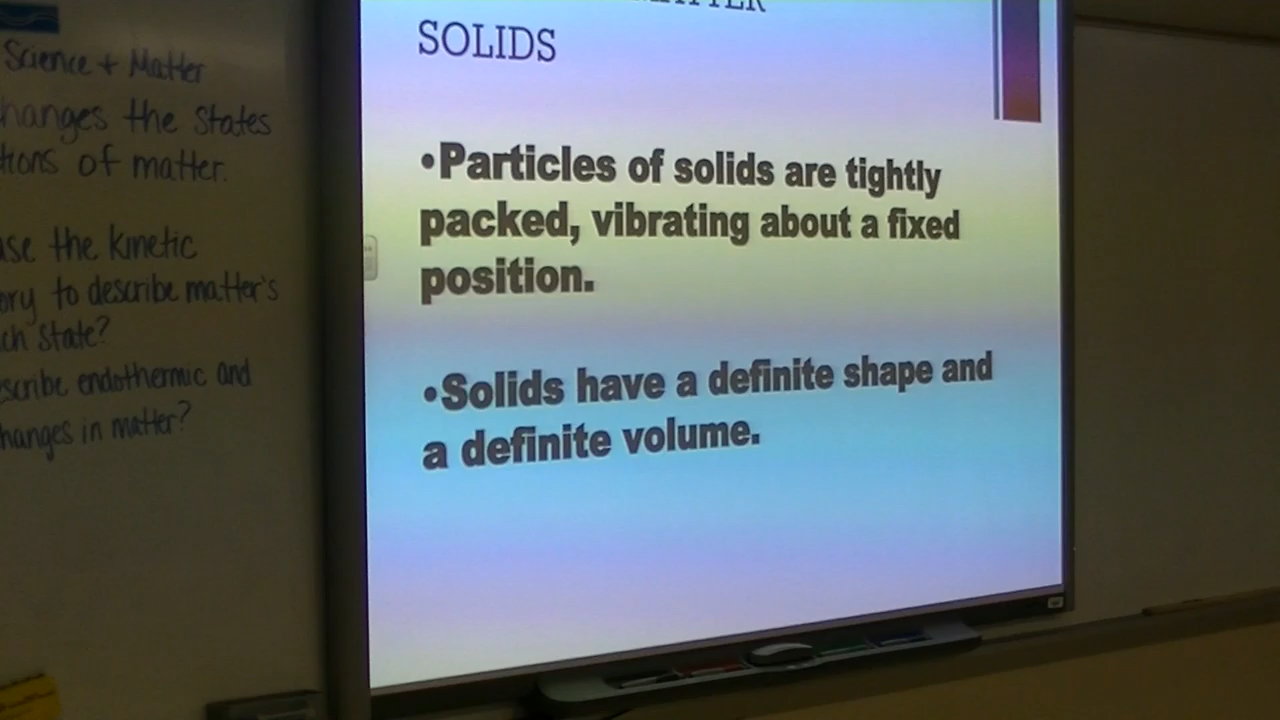 Science + Matter
hanges the states
tions of matter.
use the kinetic
ory to describe matter's
ch state?
scribe endothermic and
hanges in matter?
SOLIDS
•Particles of solids are tightly
packed, vibrating about a fixed
position.
•Solids have a definite shape and
a definite volume.